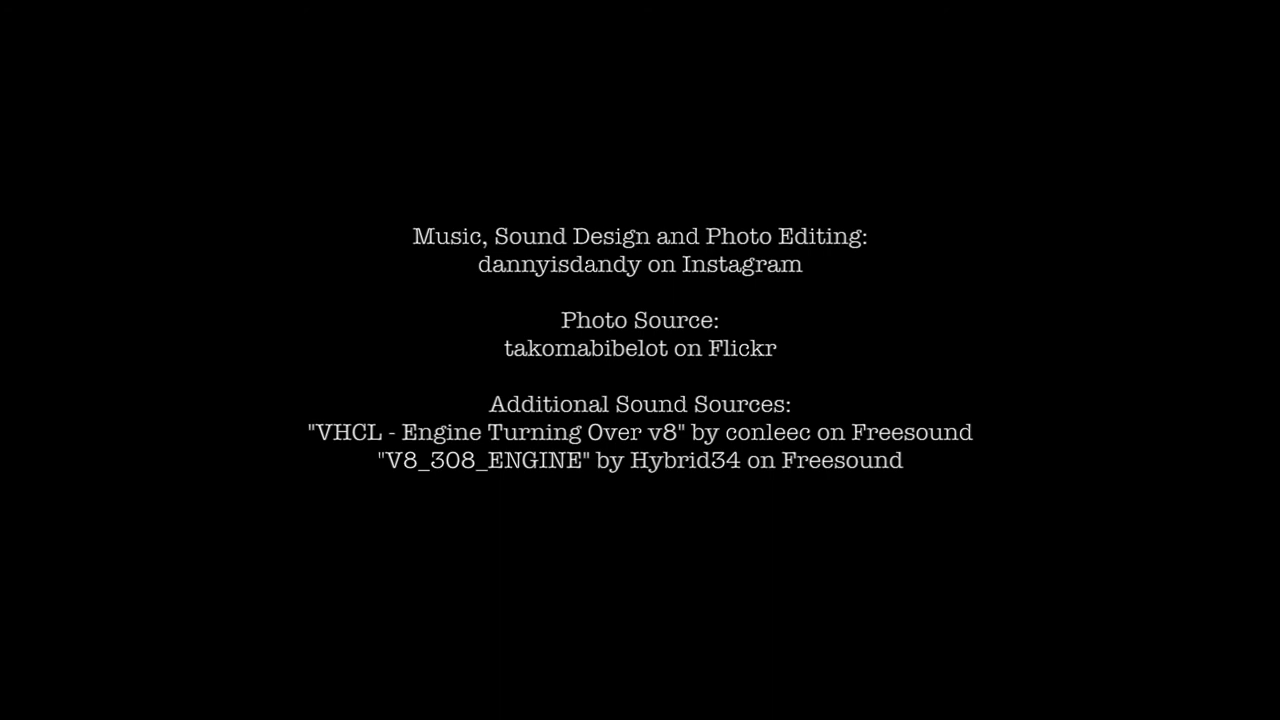 Music, Sound Design and Photo Editing:
dannyisdandy on Instagram
Photo Source:
takomabibelot on Flickr
Additional Sound Sources:
"VHCL - Engine Turning Over v8" by conleec on Freesound
"V8_308_ENGINE" by Hybrid34 on Freesound